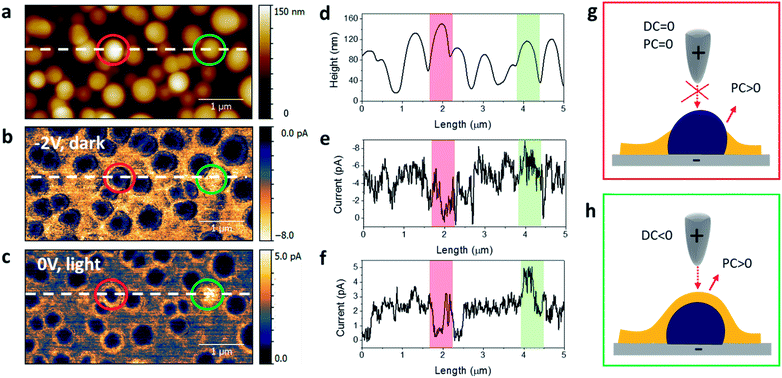 a
150 nm
0
1 μm
b
-2V, dark
0.0 pA
−8.0
1 μm
c
0V, light
5.0 pA
0.0
1 μm
d
160
120
80
40
0
Height (nm)
0 1 2 3 4 5
Length (μm)
e
-8
-6
-4
-2
0
Current (pA)
0 1 2 3 4 5
Length (μm)
f
5
4
3
2
1
0
Current (pA)
0 1 2 3 4 5
Length (μm)
g
DC=0
PC=0
+
PC>0
-
h
DC<0
+
PC>0
-